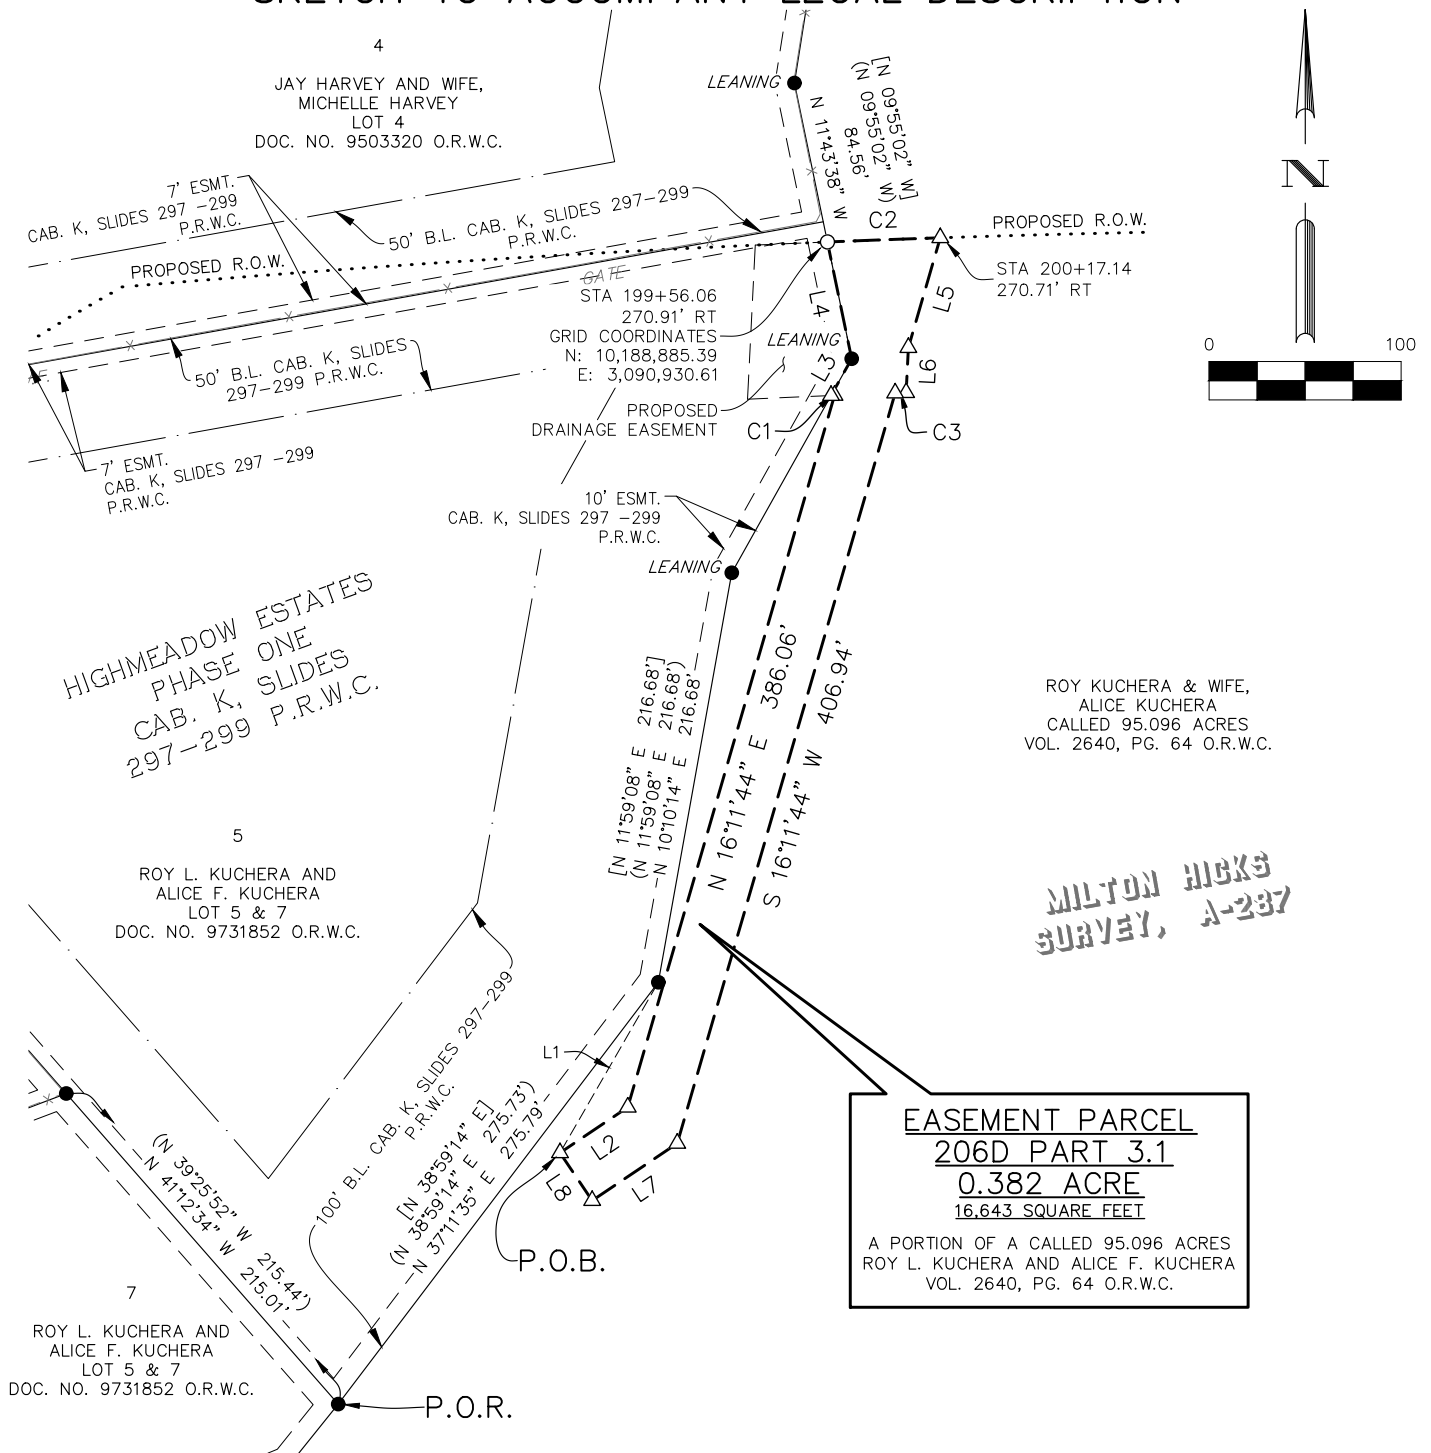 SKETCH TO ACCOMPANY LEGAL DESCRIPTION
4
JAY HARVEY AND WIFE,
MICHELLE HARVEY
LOT 4
DOC. NO. 9503320 O.R.W.C.
LEANING
[N 09°55'02" W]
(N 09°55'02" W)
84.56'
N 11°43'38" W
N
0
100
7' ESMT.
CAB. K, SLIDES 297 -299
P.R.W.C.
50' B.L. CAB. K, SLIDES 297-299
P.R.W.C.
PROPOSED R.O.W.
C2
PROPOSED R.O.W.
GATE
STA 200+17.14
270.71' RT
STA 199+56.06
270.91' RT
GRID COORDINATES
N: 10,188,885.39
E: 3,090,930.61
L4
L5
LEANING
L3
L6
50' B.L. CAB. K, SLIDES
297-299 P.R.W.C.
PROPOSED
DRAINAGE EASEMENT
C1
C3
7' ESMT.
CAB. K, SLIDES 297 -299
P.R.W.C.
10' ESMT.
CAB. K, SLIDES 297 -299
P.R.W.C.
LEANING
HIGHMEADOW ESTATES
PHASE ONE
CAB. K, SLIDES
297-299 P.R.W.C.
[N 11°59'08" E 216.68']
(N 11°59'08" E 216.68')
N 10°10'14" E 216.68'
N 16°11'44" E 386.06'
S 16°11'44" W 406.94'
ROY KUCHERA & WIFE,
ALICE KUCHERA
CALLED 95.096 ACRES
VOL. 2640, PG. 64 O.R.W.C.
5
ROY L. KUCHERA AND
ALICE F. KUCHERA
LOT 5 & 7
DOC. NO. 9731852 O.R.W.C.
MILTON HICKS
SURVEY, A-287
100' B.L. CAB. K, SLIDES 297-299
P.R.W.C.
L1
[N 38°59'14" E]
(N 38°59'14" E 275.73')
N 37°11'35" E 275.79'
L2
L7
L8
P.O.B.
EASEMENT PARCEL
206D PART 3.1
0.382 ACRE
16,643 SQUARE FEET
A PORTION OF A CALLED 95.096 ACRES
ROY L. KUCHERA AND ALICE F. KUCHERA
VOL. 2640, PG. 64 O.R.W.C.
(N 39°25'52" W 215.44')
N 41°12'34" W 215.01'
7
ROY L. KUCHERA AND
ALICE F. KUCHERA
LOT 5 & 7
DOC. NO. 9731852 O.R.W.C.
P.O.R.